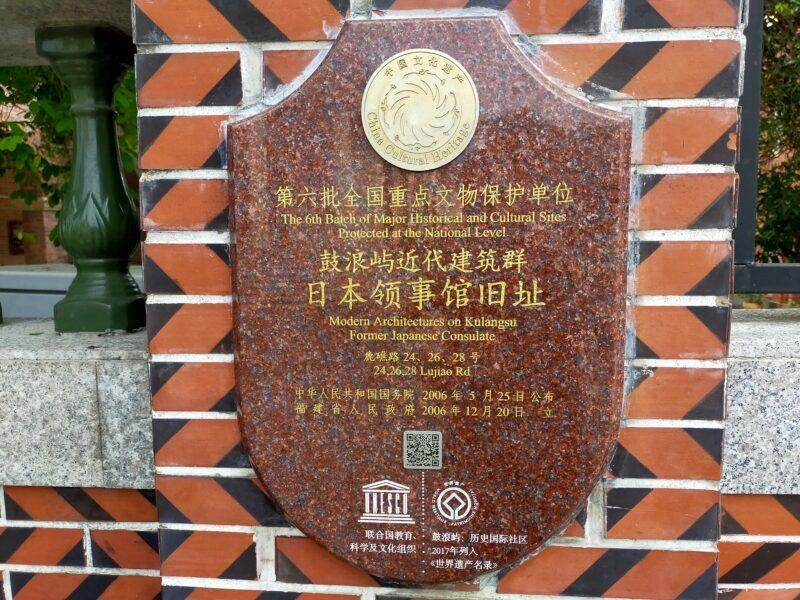 中国文化遗产
China Cultural Heritage
第六批全国重点文物保护单位
The 6th Batch of Major Historical and Cultural Sites
Protected at the National Level
鼓浪屿近代建筑群
日本领事馆旧址
Modern Architectures on Kulangsu
Former Japanese Consulate
鹿礁路 24、26、28 号
24,26,28 Lujiao Rd
中华人民共和国国务院 2006 年 5 月 25 日 公布
福建省人民政府 2006 年 12 月 20 日 立
UNESCO
联合国教育、
科学及文化组织
鼓浪屿：历史国际社区
2017年列入
《世界遗产名录》